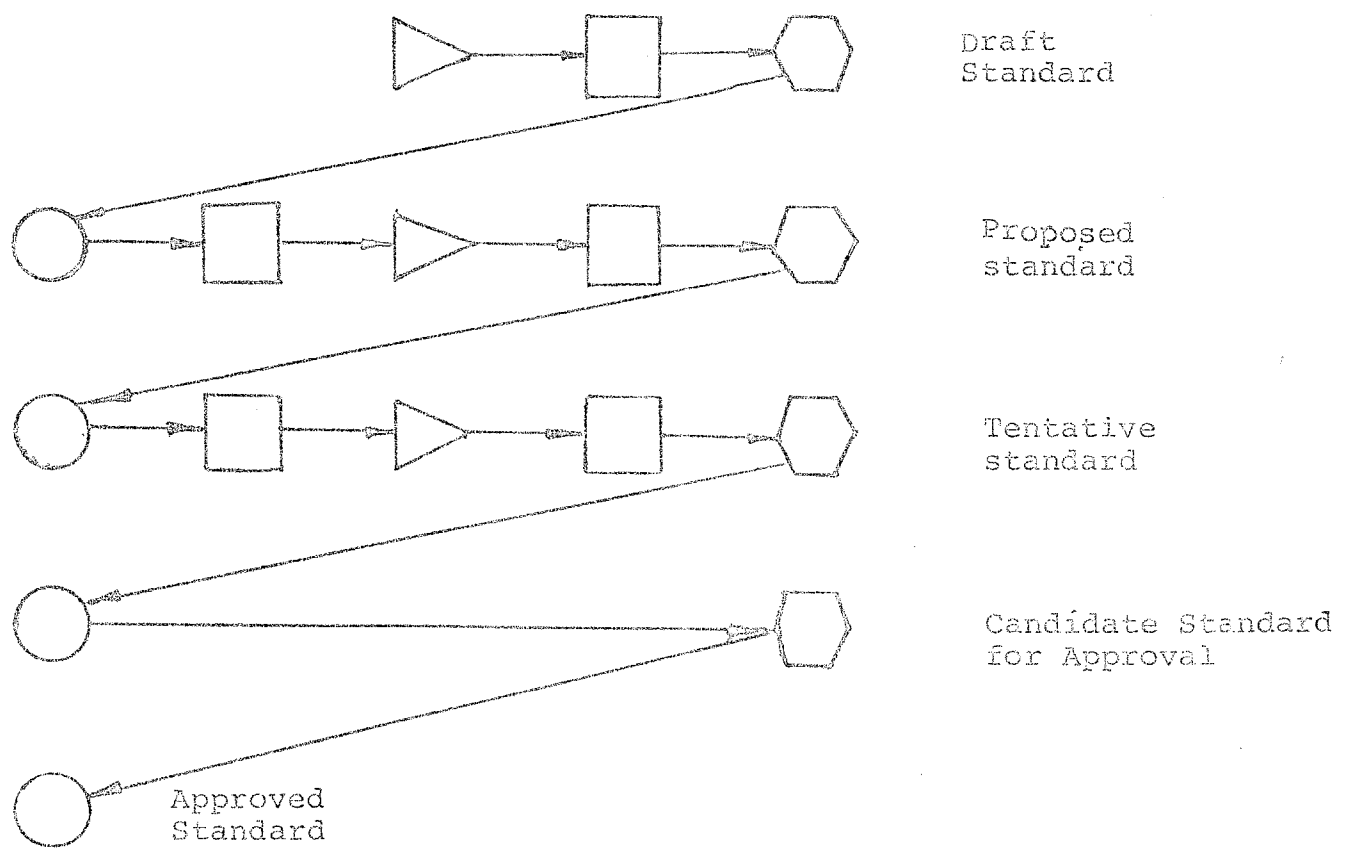 Draft
Standard
Proposed
standard
Tentative
standard
Candidate Standard
for Approval
Approved
Standard